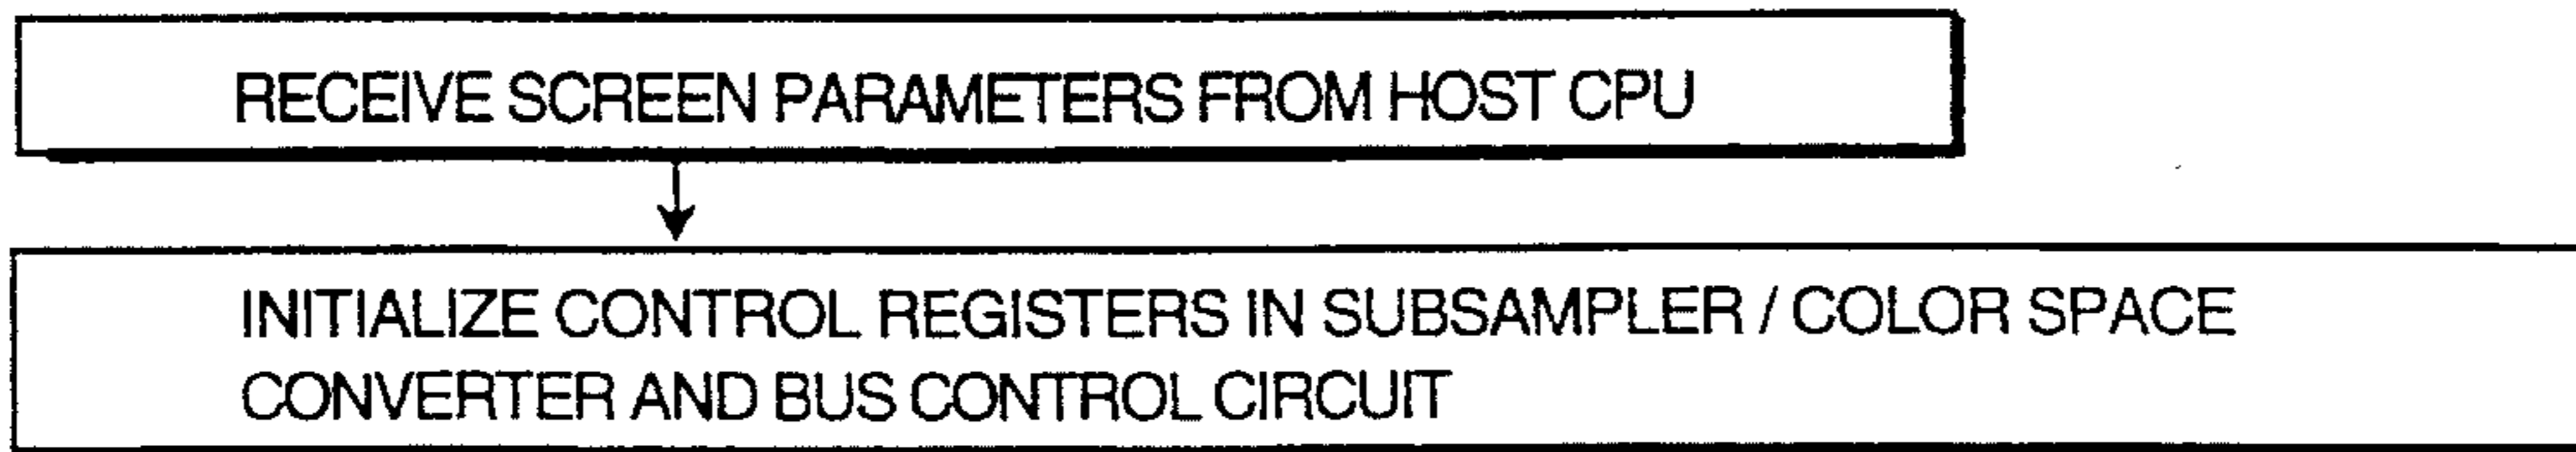 RECEIVE SCREEN PARAMETERS FROM HOST CPU
INITIALIZE CONTROL REGISTERS IN SUBSAMPLER / COLOR SPACE
CONVERTER AND BUS CONTROL CIRCUIT